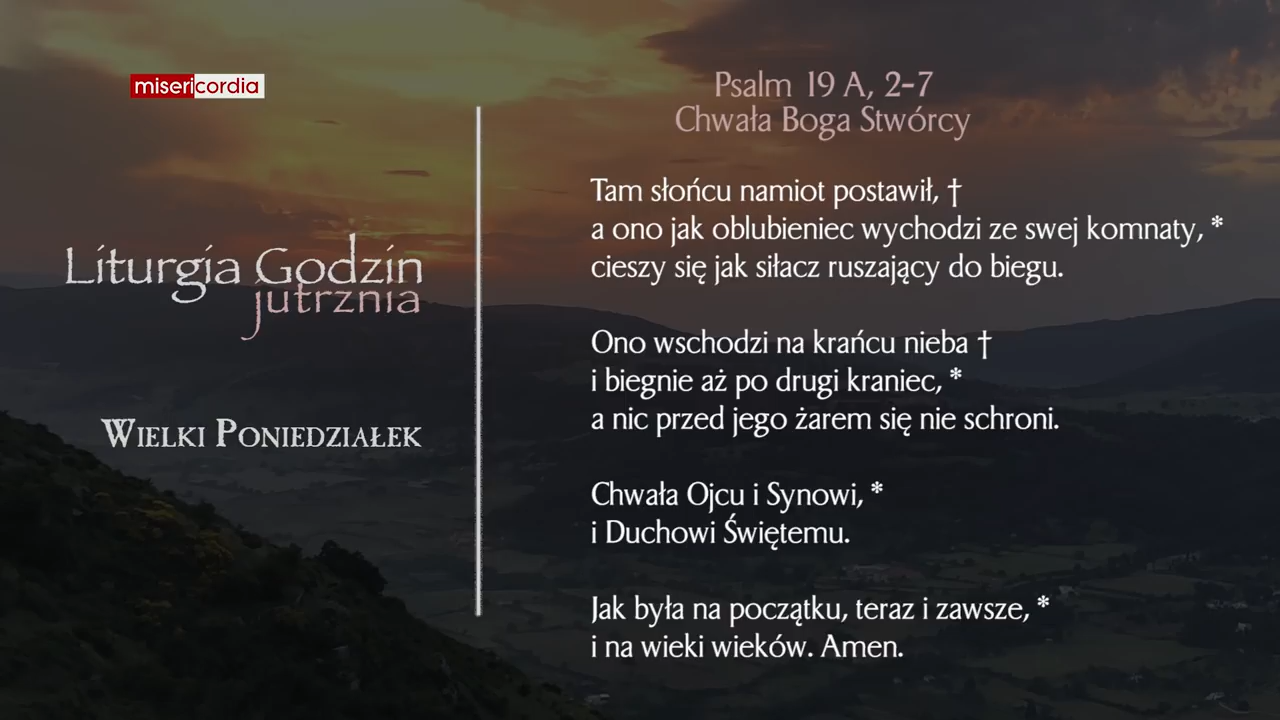 misericordia
Liturgia Godzin
jutrznia
Wielki Poniedziałek
Psalm 19 A, 2-7
Chwała Boga Stwórcy
Tam słońcu namiot postawił, †
a ono jak oblubieniec wychodzi ze swej komnaty, *
cieszy się jak siłacz ruszający do biegu.
Ono wschodzi na krańcu nieba †
i biegnie aż po drugi kraniec, *
a nic przed jego żarem się nie schroni.
Chwała Ojcu i Synowi, *
i Duchowi Świętemu.
Jak była na początku, teraz i zawsze, *
i na wieki wieków. Amen.